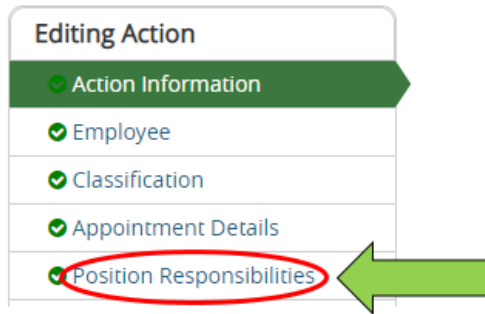 Editing Action
Action Information
Employee
Classification
Appointment Details
Position Responsibilities